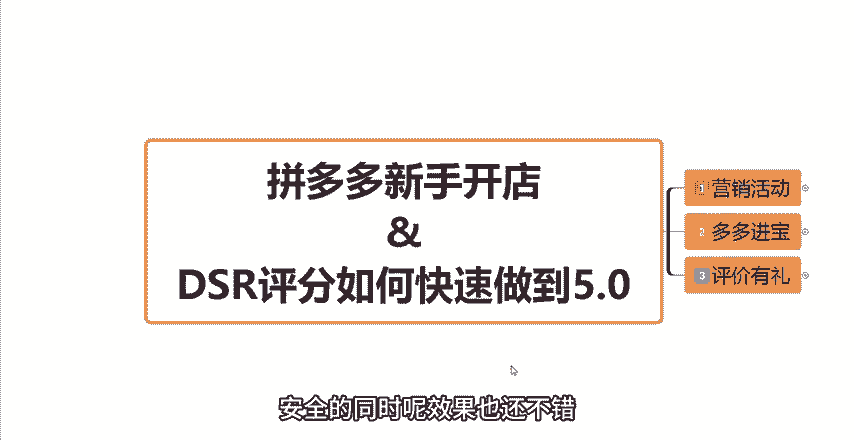 拼多多新手开店
&
DSR评分如何快速做到5.0
1 营销活动
2 多多进宝
3 评价有礼
安全的同时呢效果也还不错